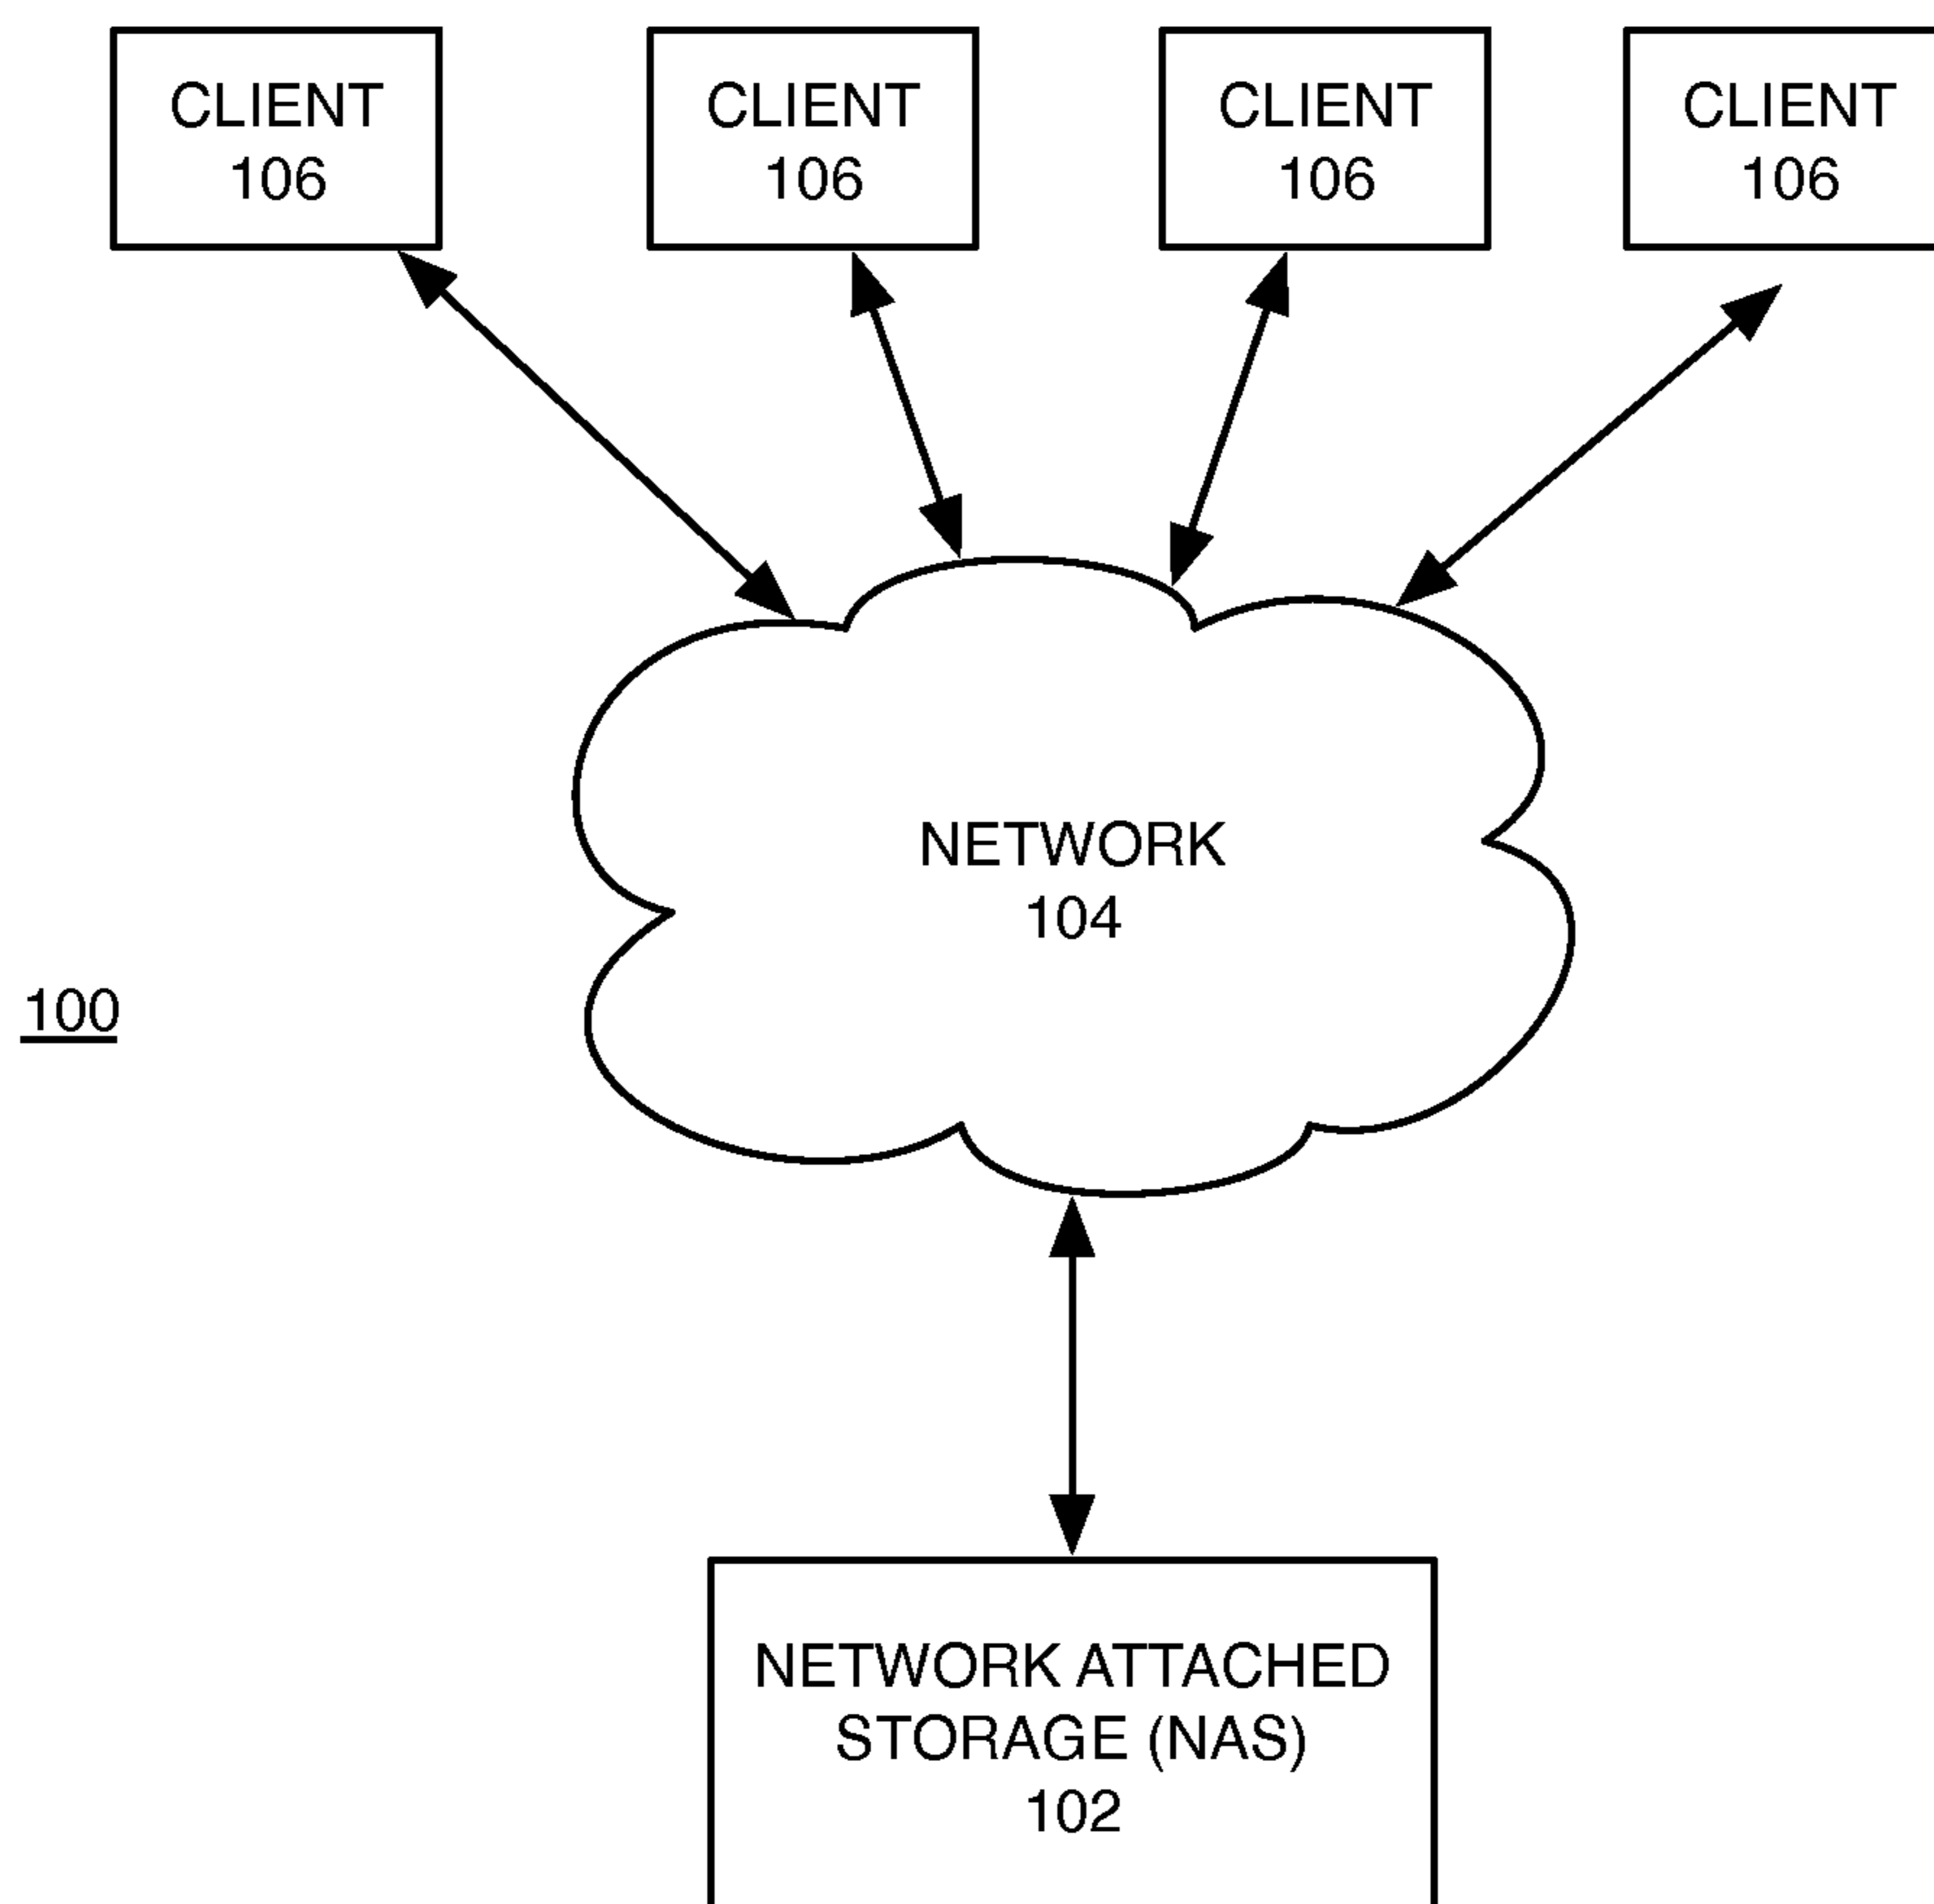 CLIENT
106
CLIENT
106
CLIENT
106
CLIENT
106
NETWORK
104
100
NETWORK ATTACHED
STORAGE (NAS)
102